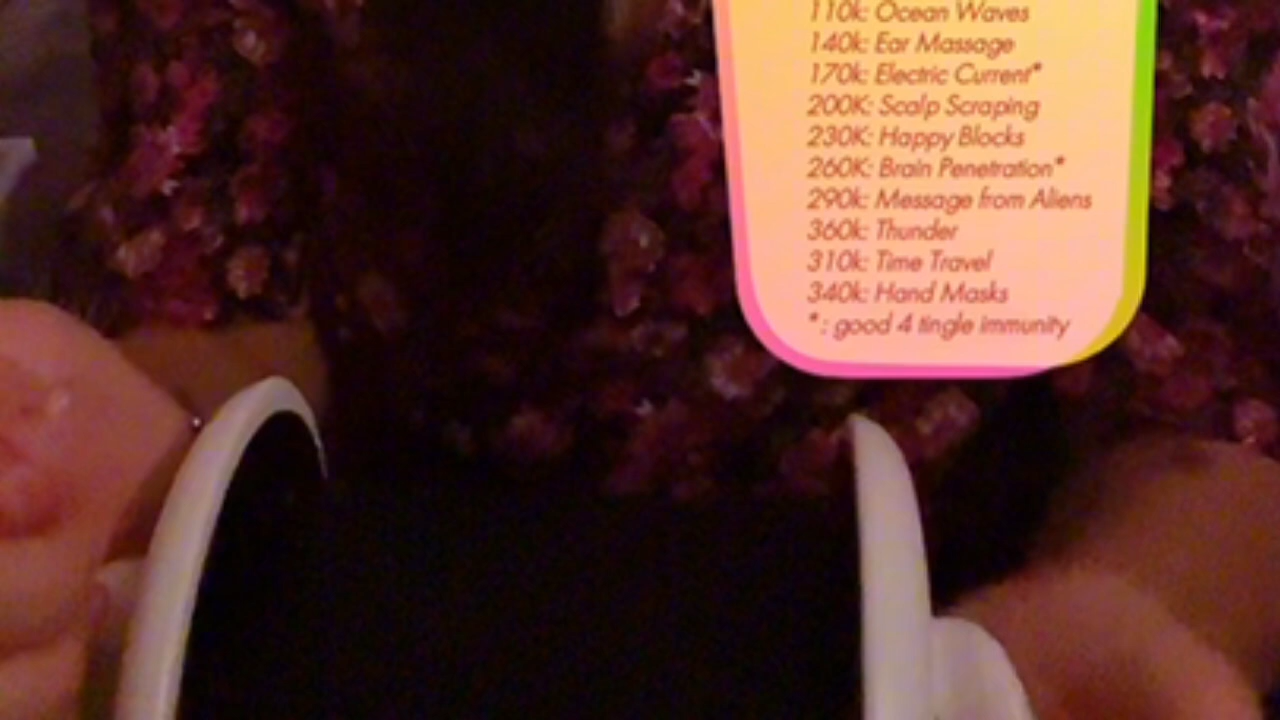 110k: Ocean Waves
140k: Ear Massage
170k: Electric Current*
200K: Scalp Scraping
230K: Happy Blocks
260K: Brain Penetration*
290k: Message from Aliens
360k: Thunder
310k: Time Travel
340k: Hand Masks
* : good 4 tingle immunity